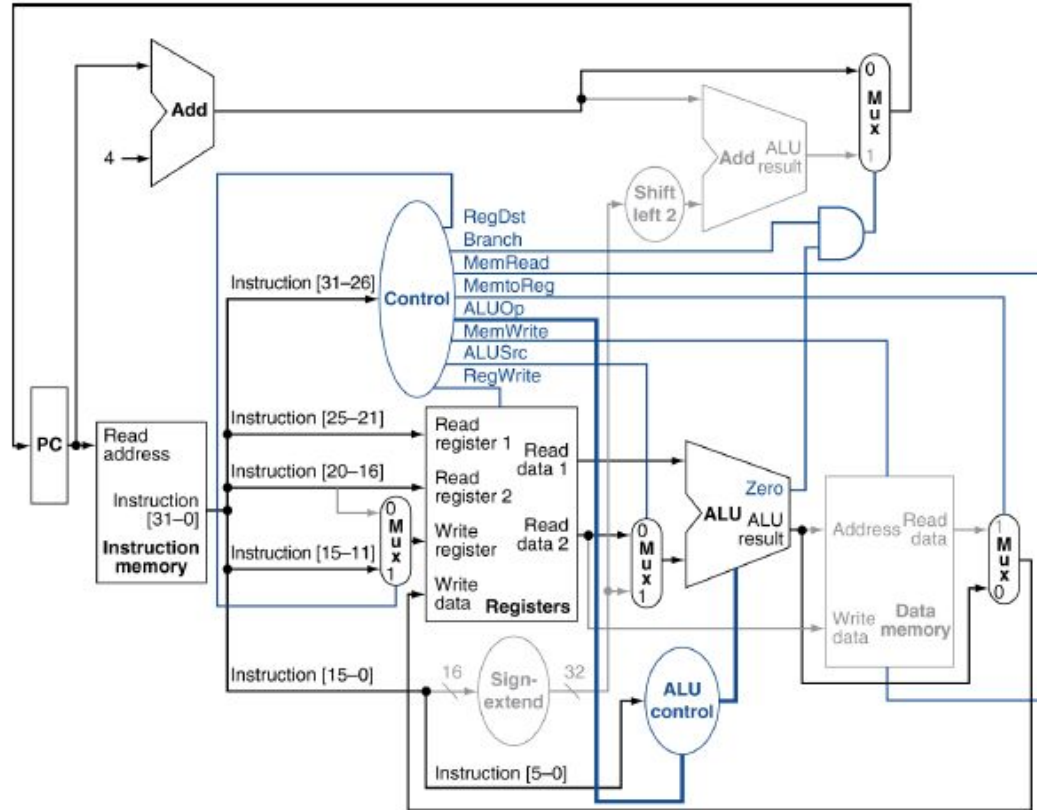 0
Mux
1
Add
4
Add
ALU
result
Shift
left 2
RegDst
Branch
MemRead
MemtoReg
ALUOp
MemWrite
ALUSrc
RegWrite
Control
Instruction [31–26]
Instruction [25–21]
Instruction [20–16]
Instruction [15–11]
Instruction [15–0]
Instruction [5–0]
PC
Read
address
Instruction
[31–0]
Instruction
memory
0
Mux
1
Read
register 1
Read
register 2
Write
register
Write
data
Read
data 1
Read
data 2
Registers
0
Mux
1
Zero
ALU
ALU
result
Address
Read
data
Write
data
Data
memory
1
Mux
0
16
Sign-
extend
32
ALU
control